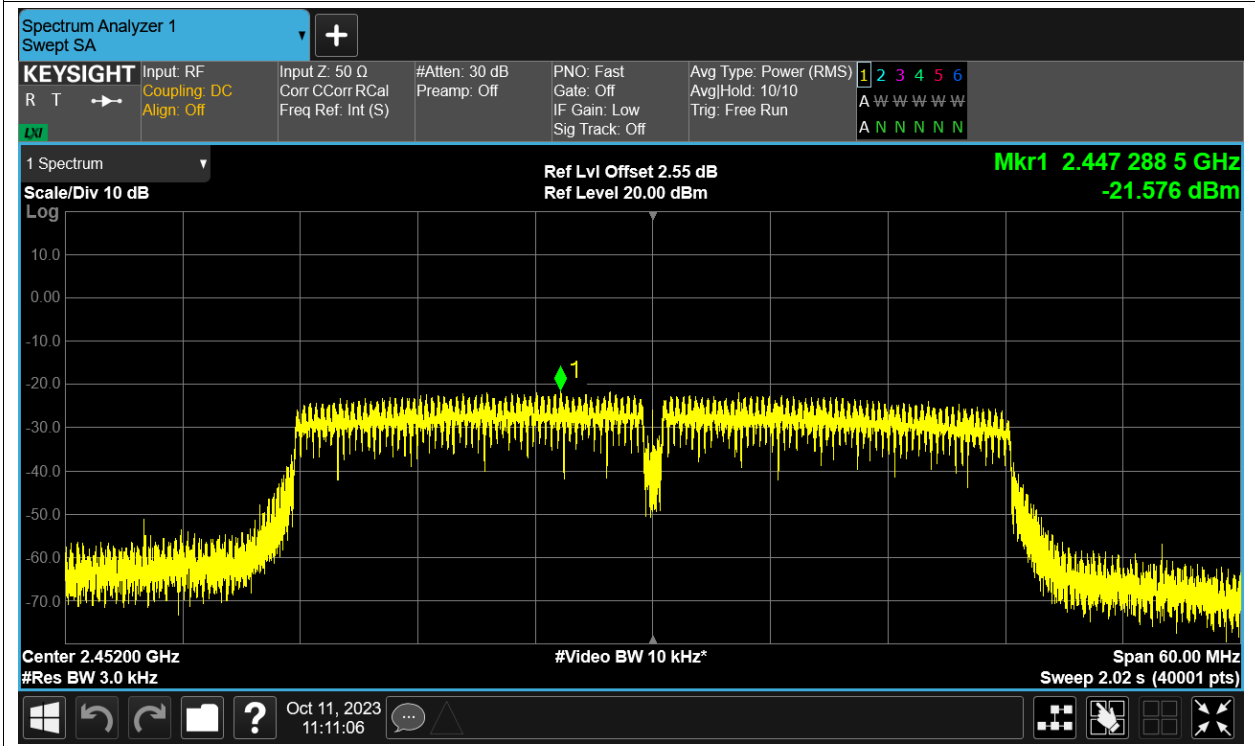 Spectrum Analyzer 1
Swept SA
KEYSIGHT
R T
LXI
Input: RF
Coupling: DC
Align: Off
Input Z: 50 Ω
Corr CCorr RCal
Freq Ref: Int (S)
#Atten: 30 dB
Preamp: Off
PNO: Fast
Gate: Off
IF Gain: Low
Sig Track: Off
Avg Type: Power (RMS)
Avg|Hold: 10/10
Trig: Free Run
1 2 3 4 5 6
A W W W W W
A N N N N N
1 Spectrum
Scale/Div 10 dB
Log
Ref Lvl Offset 2.55 dB
Ref Level 20.00 dBm
Mkr1 2.447 288 5 GHz
-21.576 dBm
10.0
0.00
-10.0
-20.0
-30.0
-40.0
-50.0
-60.0
-70.0
1
Center 2.45200 GHz
#Res BW 3.0 kHz
#Video BW 10 kHz*
Span 60.00 MHz
Sweep 2.02 s (40001 pts)
?
Oct 11, 2023
11:11:06